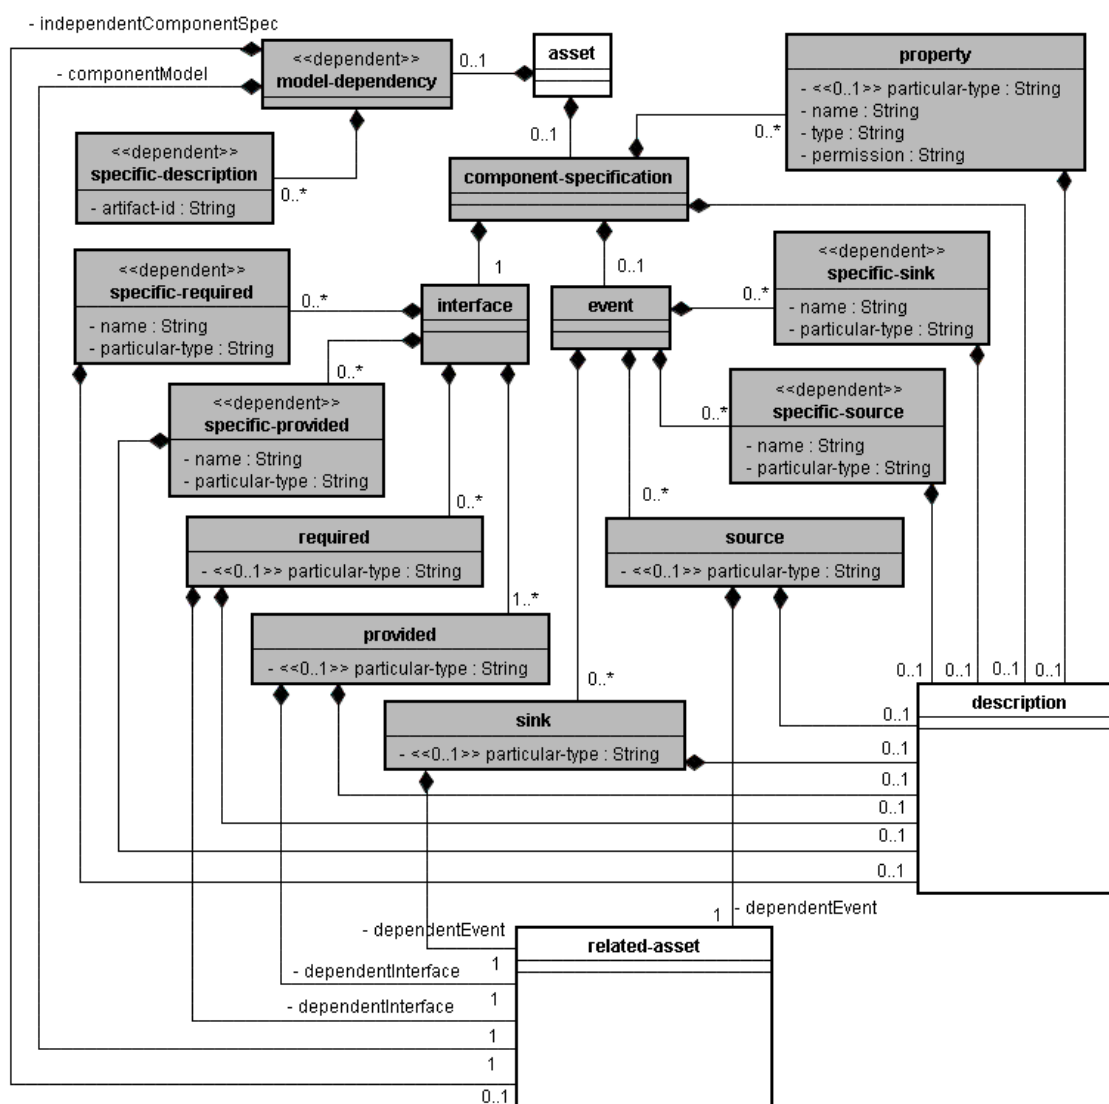 - independentComponentSpec
- componentModel
<<dependent>>
model-dependency
0..1
asset
0..1
property
- <<0..1>> particular-type : String
- name : String
- type : String
- permission : String
0..*
<<dependent>>
specific-description
- artifact-id : String
0..*
component-specification
1
0..1
<<dependent>>
specific-required
- name : String
- particular-type : String
0..*
interface
event
0..*
<<dependent>>
specific-sink
- name : String
- particular-type : String
0..*
<<dependent>>
specific-provided
- name : String
- particular-type : String
0..*
<<dependent>>
specific-source
- name : String
- particular-type : String
0..*
0..*
required
- <<0..1>> particular-type : String
source
- <<0..1>> particular-type : String
1..*
provided
- <<0..1>> particular-type : String
0..*
sink
- <<0..1>> particular-type : String
0..1
0..1
0..1
0..1
description
0..1
0..1
0..1
0..1
0..1
0..1
1
- dependentEvent
- dependentEvent
related-asset
1
- dependentInterface
1
- dependentInterface
1
1
0..1